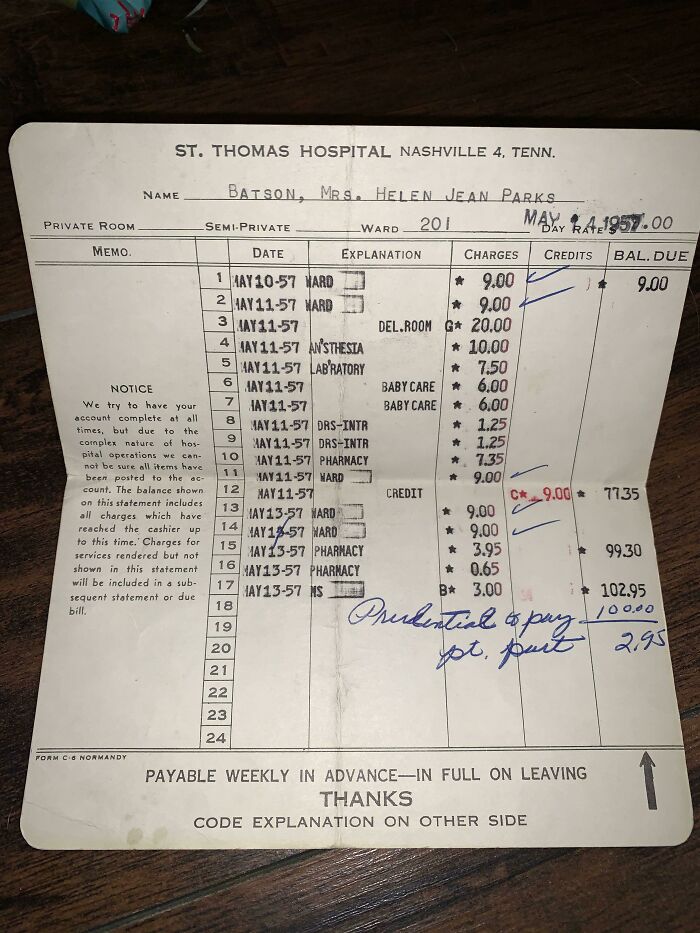 ST. THOMAS HOSPITAL NASHVILLE 4, TENN.
NAME BATSON, MRS. HELEN JEAN PARKS
PRIVATE ROOM SEMI-PRIVATE WARD 201 MAY 14 1957 DAY RATE $ .00
MEMO. DATE EXPLANATION CHARGES CREDITS BAL. DUE
1 MAY10-57 WARD * 9.00 * 9.00
2 MAY11-57 WARD * 9.00
3 MAY11-57 DEL.ROOM G* 20.00
4 MAY11-57 AN'STHESIA * 10.00
5 MAY11-57 LAB'RATORY * 7.50
6 MAY11-57 BABY CARE * 6.00
7 MAY11-57 BABY CARE * 6.00
8 MAY11-57 DRS-INTR * 1.25
9 MAY11-57 DRS-INTR * 1.25
10 MAY11-57 PHARMACY * 7.35
11 MAY11-57 WARD * 9.00
12 MAY11-57 CREDIT C* 9.00 * 77.35
13 MAY13-57 WARD * 9.00
14 MAY13-57 WARD * 9.00
15 MAY13-57 PHARMACY * 3.95 * 99.30
16 MAY13-57 PHARMACY * 0.65
17 MAY13-57 MS B* 3.00 * 102.95
18 Prudential to pay 100.00
19 pt. part 2.95
20
21
22
23
24
NOTICE
We try to have your
account complete at all
times, but due to the
complex nature of hos-
pital operations we can-
not be sure all items have
been posted to the ac-
count. The balance shown
on this statement includes
all charges which have
reached the cashier up
to this time. Charges for
services rendered but not
shown in this statement
will be included in a sub-
sequent statement or due
bill.
FORM C-6 NORMANDY
PAYABLE WEEKLY IN ADVANCE—IN FULL ON LEAVING
THANKS
CODE EXPLANATION ON OTHER SIDE